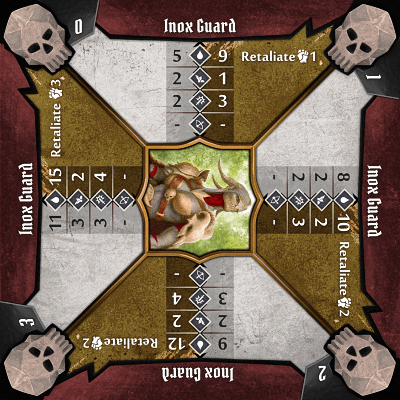 0
Inox Guard
5 9 Retaliate 1
2 1
2 3
- -
1
Inox Guard
8 10 Retaliate 2
2 2
2 3
- -
2
Inox Guard
9 12 Retaliate 2
2 2
3 4
- -
3
Inox Guard
11 15 Retaliate 3
3 2
3 4
- -